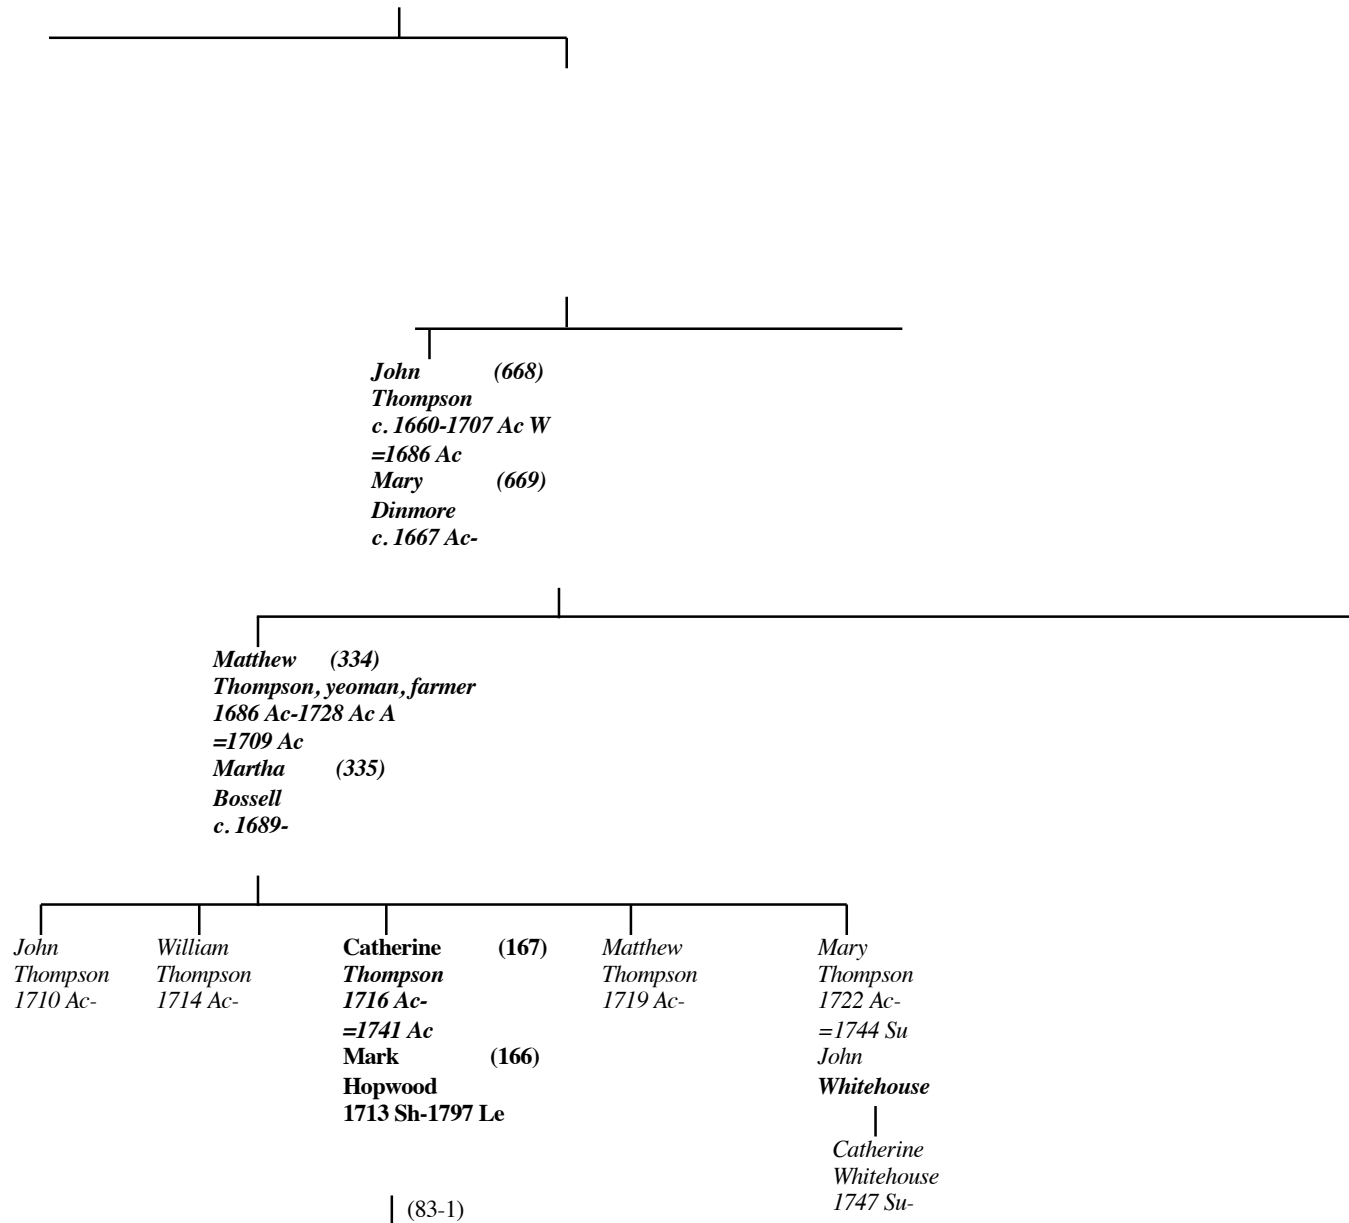 John (668)
Thompson
c. 1660-1707 Ac W
=1686 Ac
Mary (669)
Dinmore
c. 1667 Ac-
Matthew (334)
Thompson, yeoman, farmer
1686 Ac-1728 Ac A
=1709 Ac
Martha (335)
Bossell
c. 1689-
John
Thompson
1710 Ac-
William
Thompson
1714 Ac-
Catherine (167)
Thompson
1716 Ac-
=1741 Ac
Mark (166)
Hopwood
1713 Sh-1797 Le
(83-1)
Matthew
Thompson
1719 Ac-
Mary
Thompson
1722 Ac-
=1744 Su
John
Whitehouse
Catherine
Whitehouse
1747 Su-